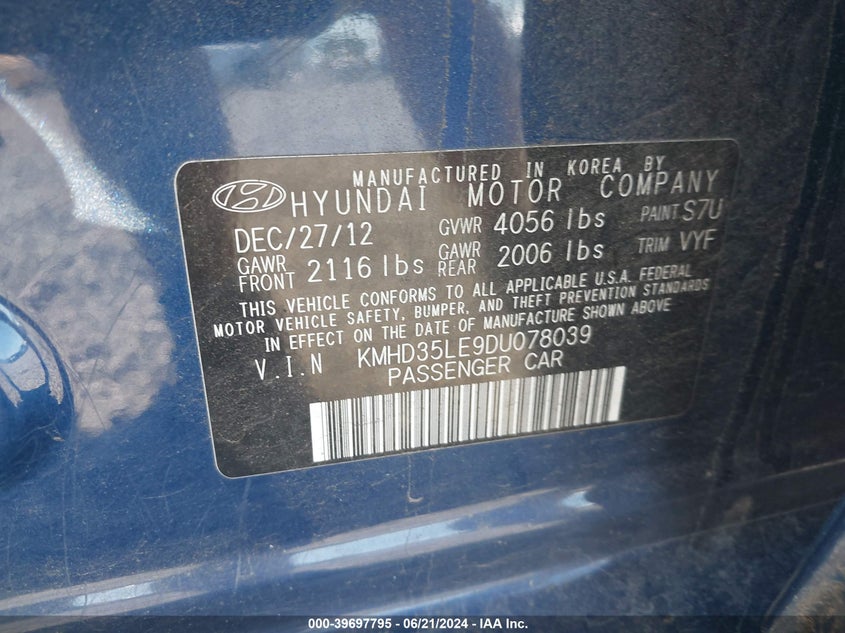 MANUFACTURED IN KOREA BY
HYUNDAI MOTOR COMPANY
DEC/27/12 GVWR 4056 lbs PAINT S7U
GAWR FRONT 2116 lbs GAWR REAR 2006 lbs TRIM VYF
THIS VEHICLE CONFORMS TO ALL APPLICABLE U.S.A. FEDERAL
MOTOR VEHICLE SAFETY, BUMPER, AND THEFT PREVENTION STANDARDS
IN EFFECT ON THE DATE OF MANUFACTURE SHOWN ABOVE
V.I.N KMHD35LE9DU078039
PASSENGER CAR
000-39697795 - 06/21/2024 - IAA Inc.